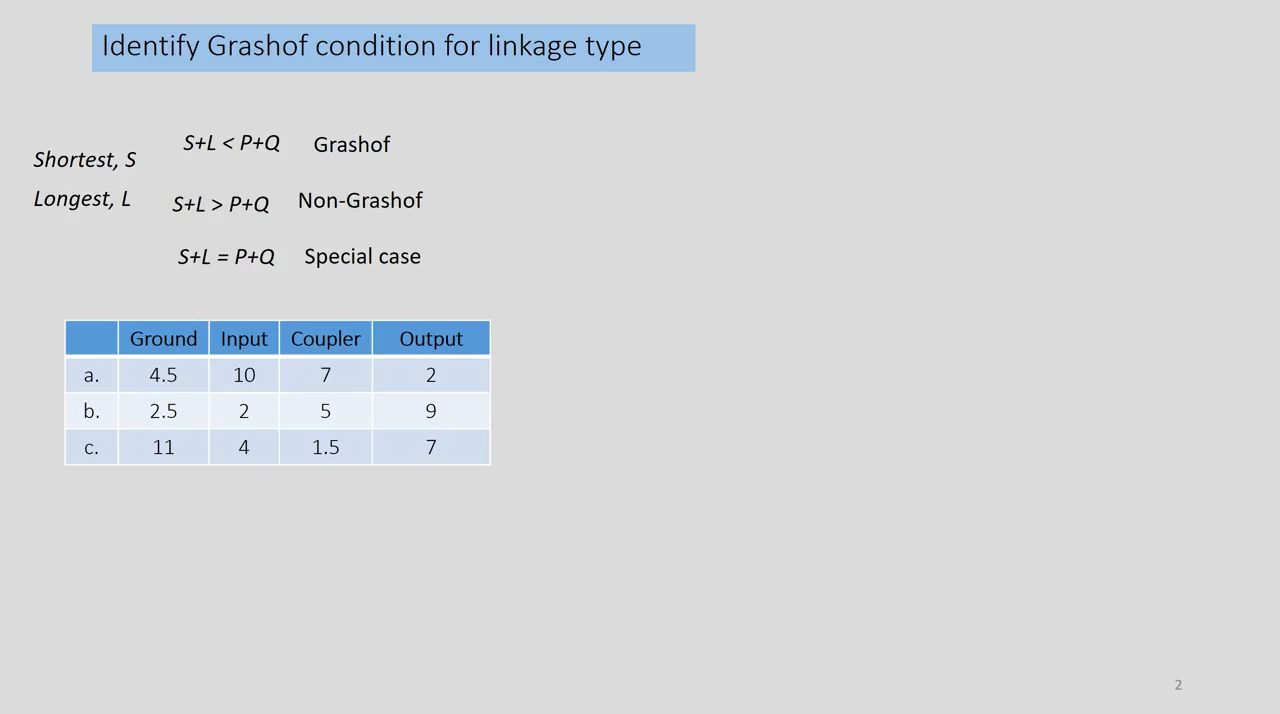 Identify Grashof condition for linkage type
S+L < P+Q Grashof
Shortest, S
Longest, L
S+L > P+Q Non-Grashof
S+L = P+Q Special case
Ground Input Coupler Output
a. 4.5 10 7 2
b. 2.5 2 5 9
c. 11 4 1.5 7
2